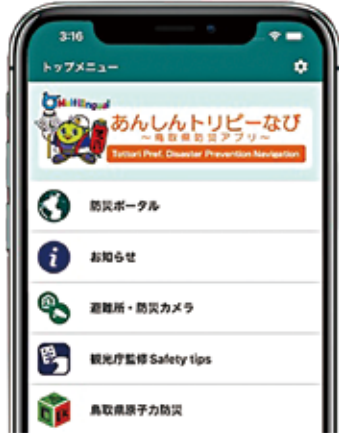 3:16
トップメニュー
Multilingual
あんしんトリピーなび
～鳥取県防災アプリ～
Tottori Pref. Disaster Prevention Navigation
防災ポータル
お知らせ
避難所・防災カメラ
観光庁監修 Safety tips
鳥取県原子力防災